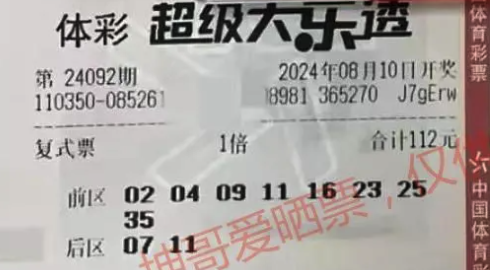 体彩 超级大乐透
第 24092期 2024年08月10日开奖
110350-085261 08981 365270 J7gErw
复式票 1倍 合计112元
前区 02 04 09 11 16 23 25
35
后区 07 11
坤哥爱晒票，仅供
体育彩票
中国体育彩